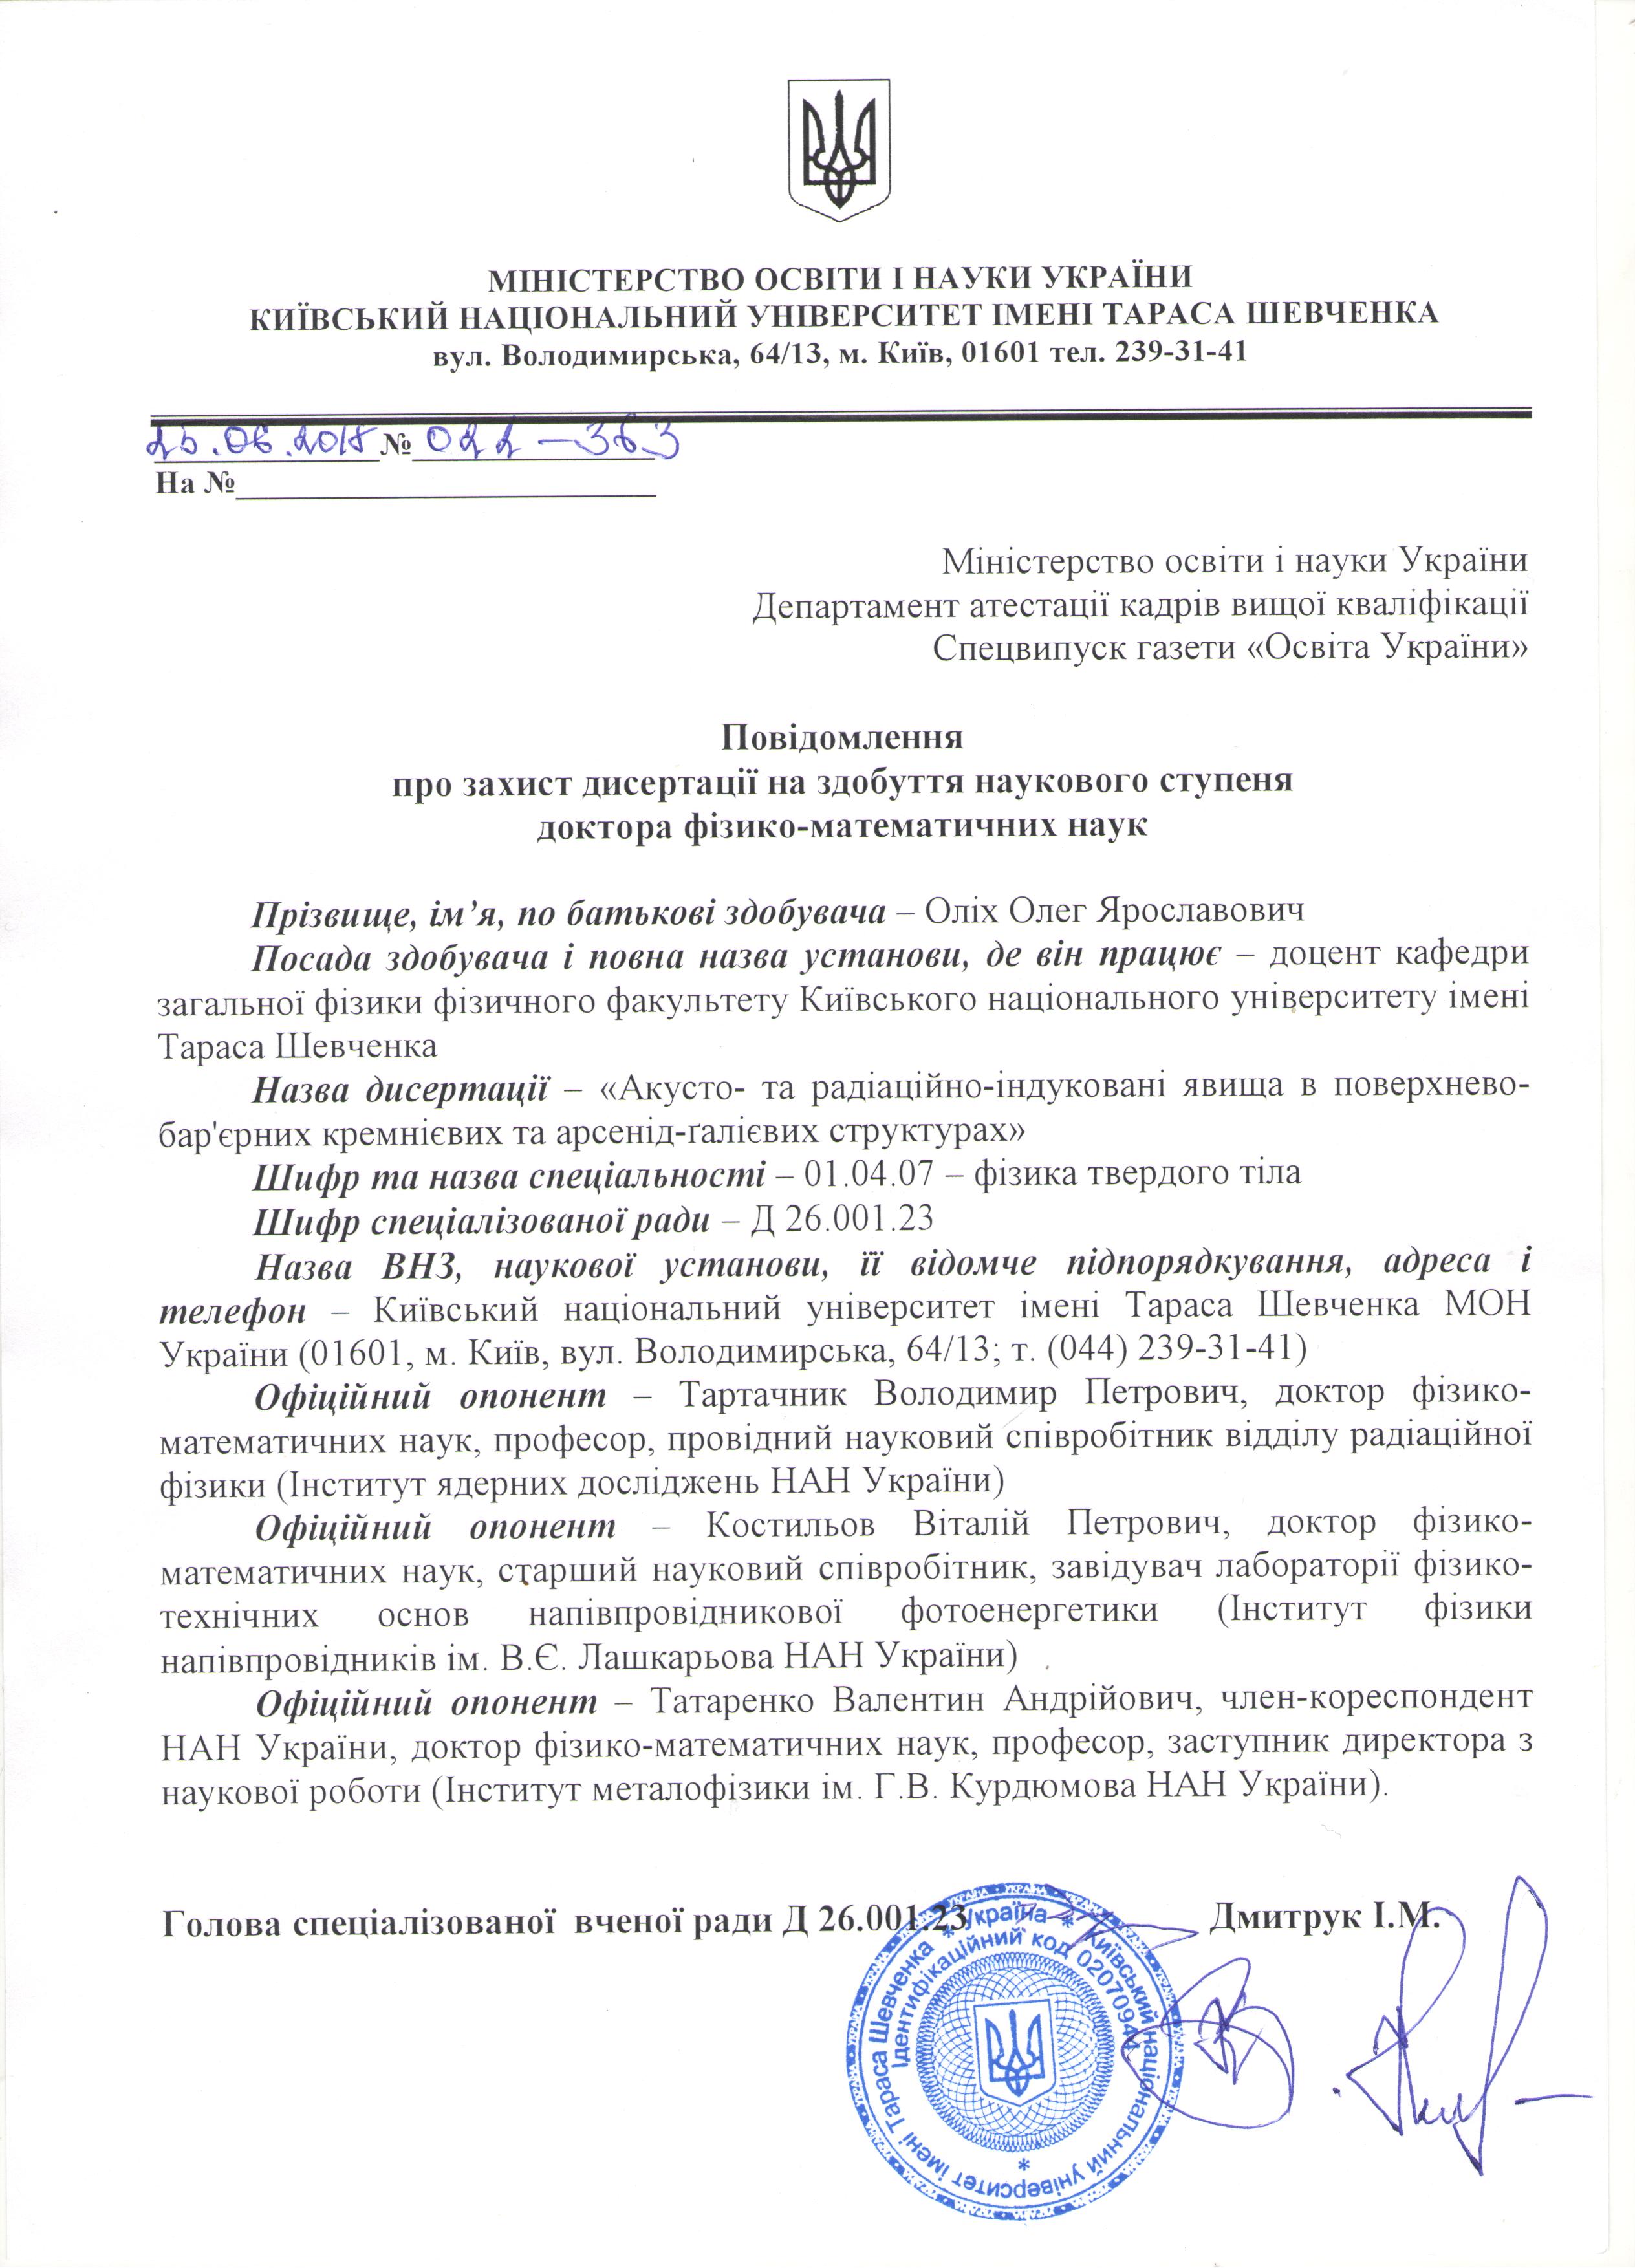 МІНІСТЕРСТВО ОСВІТИ І НАУКИ УКРАЇНИ
КИЇВСЬКИЙ НАЦІОНАЛЬНИЙ УНІВЕРСИТЕТ ІМЕНІ ТАРАСА ШЕВЧЕНКА
вул. Володимирська, 64/13, м. Київ, 01601 тел. 239-31-41
№ 022-363
На №
Міністерство освіти і науки України
Департамент атестації кадрів вищої кваліфікації
Спецвипуск газети «Освіта України»
Повідомлення
про захист дисертації на здобуття наукового ступеня
доктора фізико-математичних наук
Прізвище, ім’я, по батькові здобувача – Оліх Олег Ярославович
Посада здобувача і повна назва установи, де він працює – доцент кафедри
загальної фізики фізичного факультету Київського національного університету імені
Тараса Шевченка
Назва дисертації – «Акусто- та радіаційно-індуковані явища в поверхнево-
бар'єрних кремнієвих та арсенід-ґалієвих структурах»
Шифр та назва спеціальності – 01.04.07 – фізика твердого тіла
Шифр спеціалізованої ради – Д 26.001.23
Назва ВНЗ, наукової установи, її відомче підпорядкування, адреса і
телефон – Київський національний університет імені Тараса Шевченка МОН
України (01601, м. Київ, вул. Володимирська, 64/13; т. (044) 239-31-41)
Офіційний опонент – Тартачник Володимир Петрович, доктор фізико-
математичних наук, професор, провідний науковий співробітник відділу радіаційної
фізики (Інститут ядерних досліджень НАН України)
Офіційний опонент – Костильов Віталій Петрович, доктор фізико-
математичних наук, старший науковий співробітник, завідувач лабораторії фізико-
технічних основ напівпровідникової фотоенергетики (Інститут фізики
напівпровідників ім. В.Є. Лашкарьова НАН України)
Офіційний опонент – Татаренко Валентин Андрійович, член-кореспондент
НАН України, доктор фізико-математичних наук, професор, заступник директора з
наукової роботи (Інститут металофізики ім. Г.В. Курдюмова НАН України).
Голова спеціалізованої вченої ради Д 26.001.23 Дмитрук І.М.
* Україна * Київський національний університет імені Тараса Шевченка
Ідентифікаційний код
*